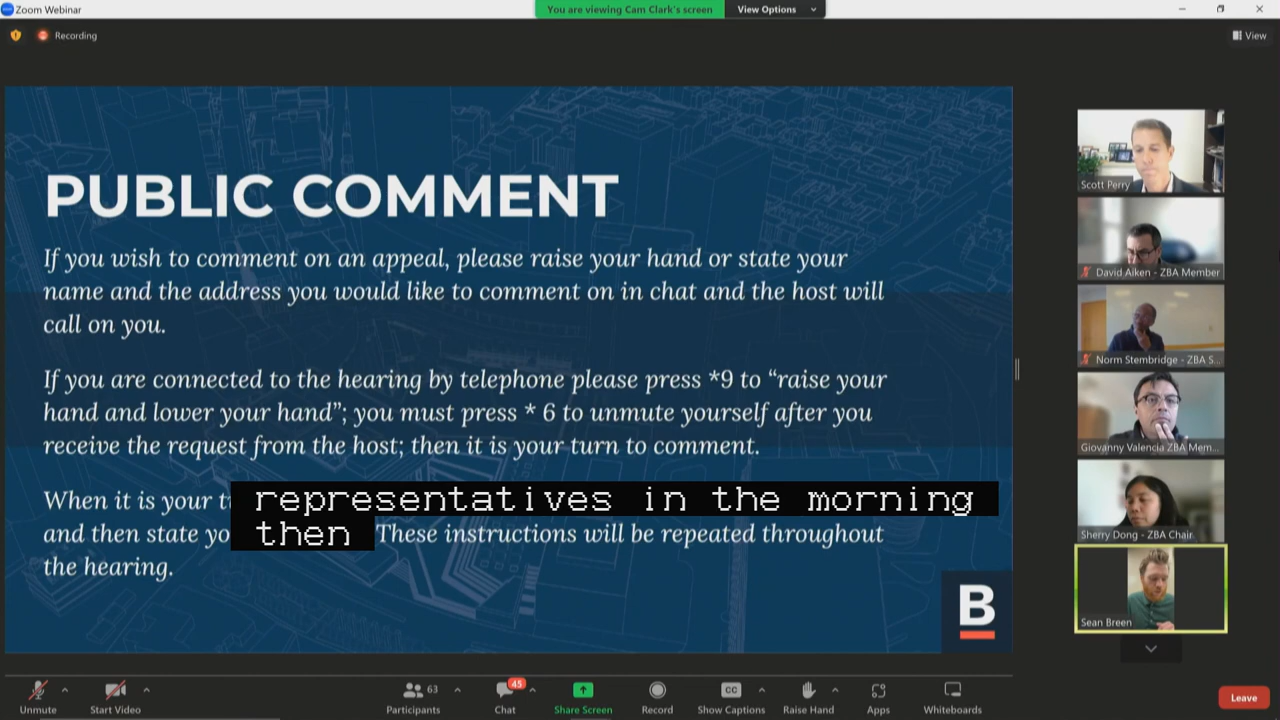 Zoom Webinar
You are viewing Cam Clark's screen
View Options
Recording
View
PUBLIC COMMENT
If you wish to comment on an appeal, please raise your hand or state your
name and the address you would like to comment on in chat and the host will
call on you.
If you are connected to the hearing by telephone please press *9 to “raise your
hand and lower your hand”; you must press * 6 to unmute yourself after you
receive the request from the host; then it is your turn to comment.
When it is your
and then state
These instructions will be repeated throughout
the hearing.
representatives in the morning
then
B
Scott Perry
David Aiken - ZBA Member
Norm Stembridge - ZBA S...
Giovanny Valencia ZBA Mem...
Sherry Dong - ZBA Chair
Sean Breen
Unmute
Start Video
63
Participants
45
Chat
Share Screen
Record
CC
Show Captions
Raise Hand
Apps
Whiteboards
Leave